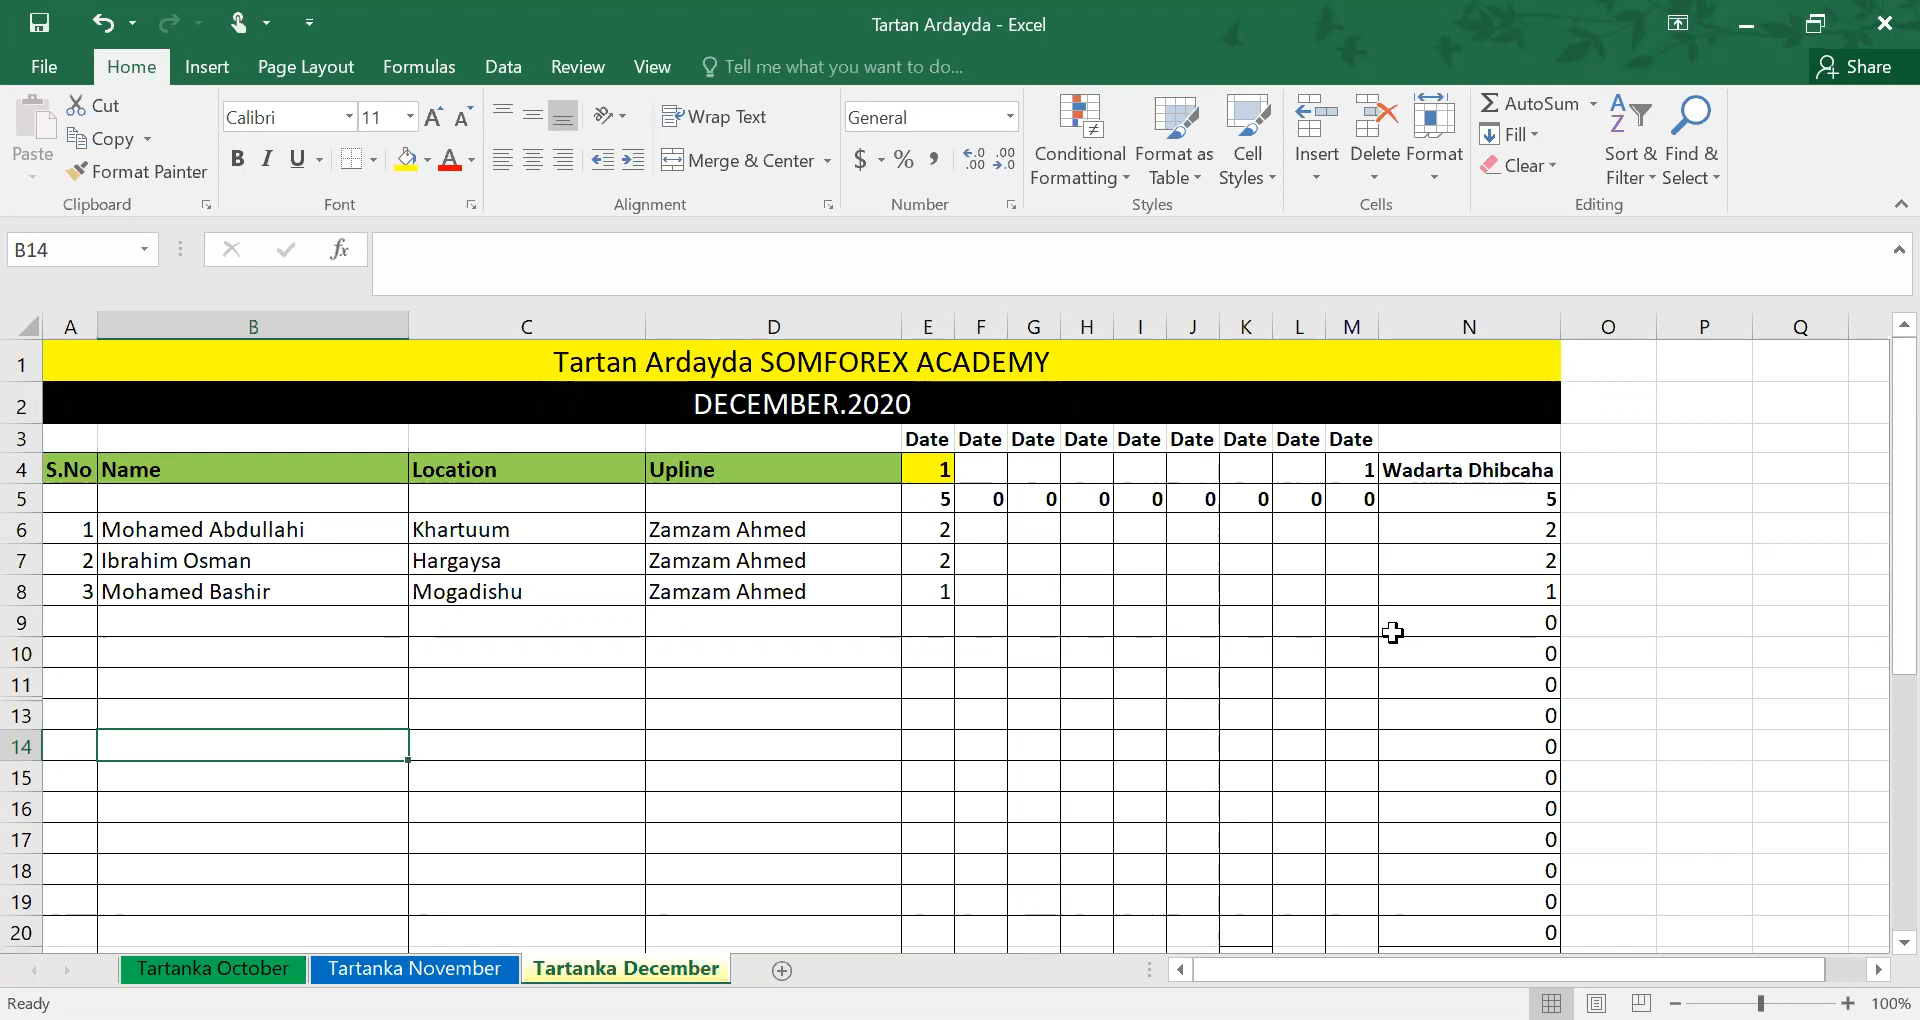 Tartan Ardayda - Excel
File Home Insert Page Layout Formulas Data Review View Tell me what you want to do... Share
Paste
Cut
Copy
Format Painter
Clipboard
Calibri 11 A A
B I U A
Font
Wrap Text
Merge & Center
Alignment
General
$ % , .0 .00 .00 .0
Number
Conditional Formatting
Format as Table
Cell Styles
Styles
Insert Delete Format
Cells
AutoSum
Fill
Clear
Sort & Filter
Find & Select
Editing
B14 fx
A B C D E F G H I J K L M N O P Q
1 Tartan Ardayda SOMFOREX ACADEMY
2 DECEMBER.2020
3 Date Date Date Date Date Date Date Date Date
4 S.No Name Location Upline 1 1 Wadarta Dhibcaha
5 5 0 0 0 0 0 0 0 0 5
6 1 Mohamed Abdullahi Khartuum Zamzam Ahmed 2 2
7 2 Ibrahim Osman Hargaysa Zamzam Ahmed 2 2
8 3 Mohamed Bashir Mogadishu Zamzam Ahmed 1 1
9 0
10 0
11 0
13 0
14 0
15 0
16 0
17 0
18 0
19 0
20 0
Tartanka October Tartanka November Tartanka December
Ready 100%